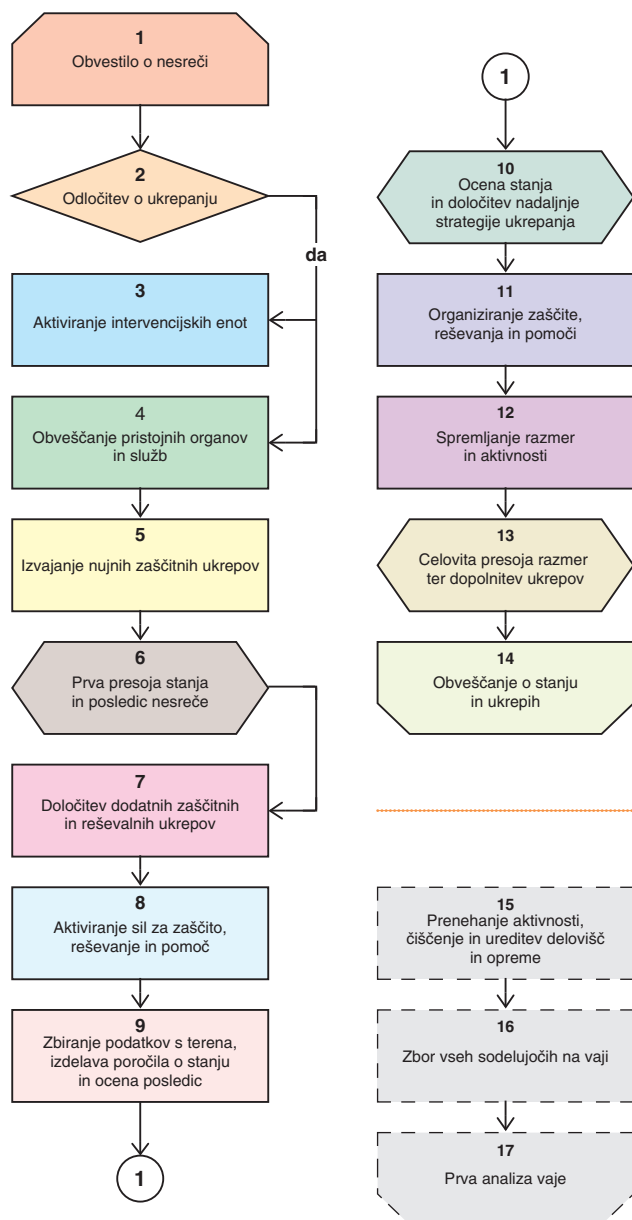 1
Obvestilo o nesreči
2
Odločitev o ukrepanju
da
3
Aktiviranje intervencijskih enot
4
Obveščanje pristojnih organov
in služb
5
Izvajanje nujnih zaščitnih ukrepov
6
Prva presoja stanja
in posledic nesreče
7
Določitev dodatnih zaščitnih
in reševalnih ukrepov
8
Aktiviranje sil za zaščito,
reševanje in pomoč
9
Zbiranje podatkov s terena,
izdelava poročila o stanju
in ocena posledic
1
1
10
Ocena stanja
in določitev nadaljnje
strategije ukrepanja
11
Organiziranje zaščite,
reševanja in pomoči
12
Spremljanje razmer
in aktivnosti
13
Celovita presoja razmer
ter dopolnitev ukrepov
14
Obveščanje o stanju
in ukrepih
15
Prenehanje aktivnosti,
čiščenje in ureditev delovišč
in opreme
16
Zbor vseh sodelujočih na vaji
17
Prva analiza vaje